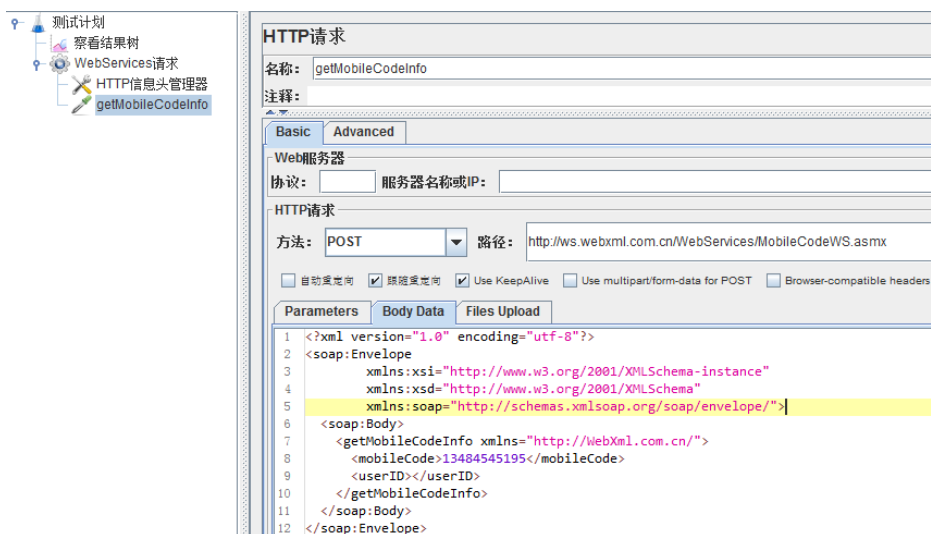 测试计划
察看结果树
WebServices请求
HTTP信息头管理器
getMobileCodeInfo
HTTP请求
名称: getMobileCodeInfo
注释:
Basic Advanced
Web服务器
协议: 服务器名称或IP:
HTTP请求
方法: POST 路径: http://ws.webxml.com.cn/WebServices/MobileCodeWS.asmx
自动重定向 跟随重定向 Use KeepAlive Use multipart/form-data for POST Browser-compatible headers
Parameters Body Data Files Upload
1 <?xml version="1.0" encoding="utf-8"?>
2 <soap:Envelope
3 xmlns:xsi="http://www.w3.org/2001/XMLSchema-instance"
4 xmlns:xsd="http://www.w3.org/2001/XMLSchema"
5 xmlns:soap="http://schemas.xmlsoap.org/soap/envelope/">
6 <soap:Body>
7 <getMobileCodeInfo xmlns="http://WebXml.com.cn/">
8 <mobileCode>13484545195</mobileCode>
9 <userID></userID>
10 </getMobileCodeInfo>
11 </soap:Body>
12 </soap:Envelope>